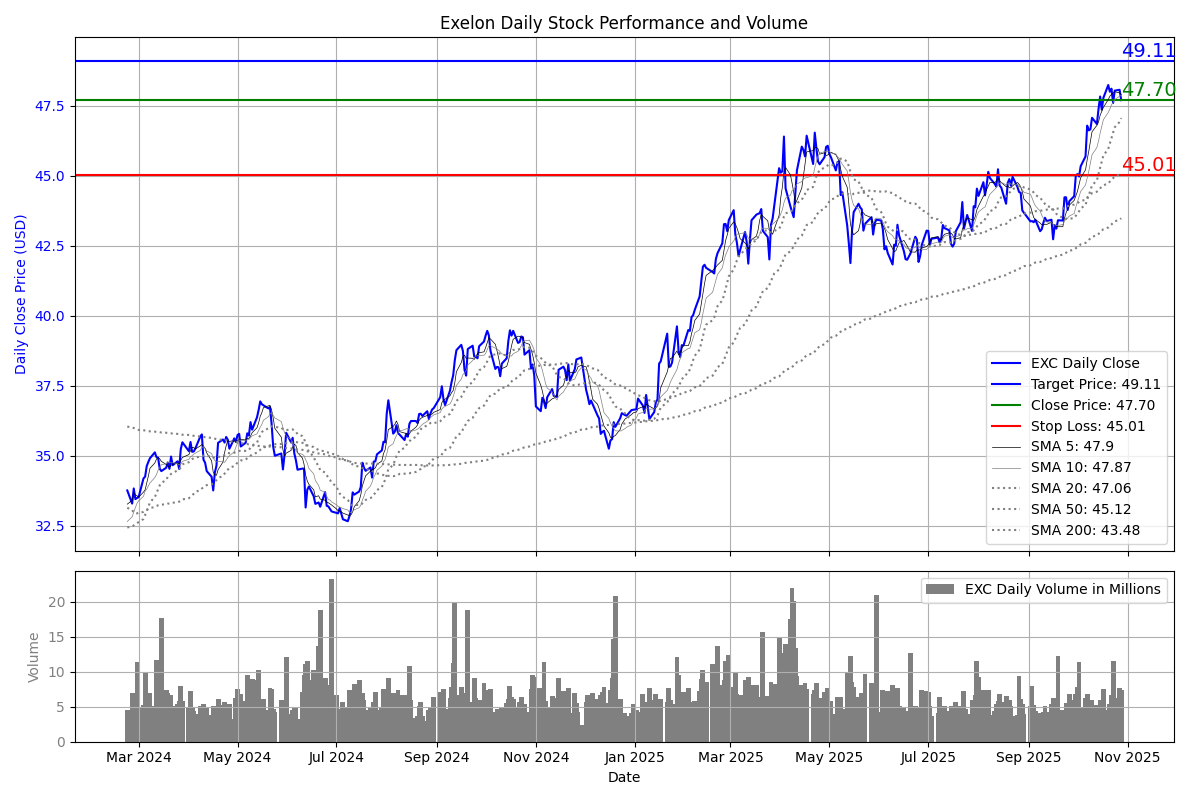 Exelon Daily Stock Performance and Volume
49.11
47.70
45.01
47.5
45.0
42.5
40.0
37.5
35.0
32.5
Daily Close Price (USD)
EXC Daily Close
Target Price: 49.11
Close Price: 47.70
Stop Loss: 45.01
SMA 5: 47.9
SMA 10: 47.87
SMA 20: 47.06
SMA 50: 45.12
SMA 200: 43.48
EXC Daily Volume in Millions
20
15
10
5
0
Volume
Mar 2024 May 2024 Jul 2024 Sep 2024 Nov 2024 Jan 2025 Mar 2025 May 2025 Jul 2025 Sep 2025 Nov 2025
Date